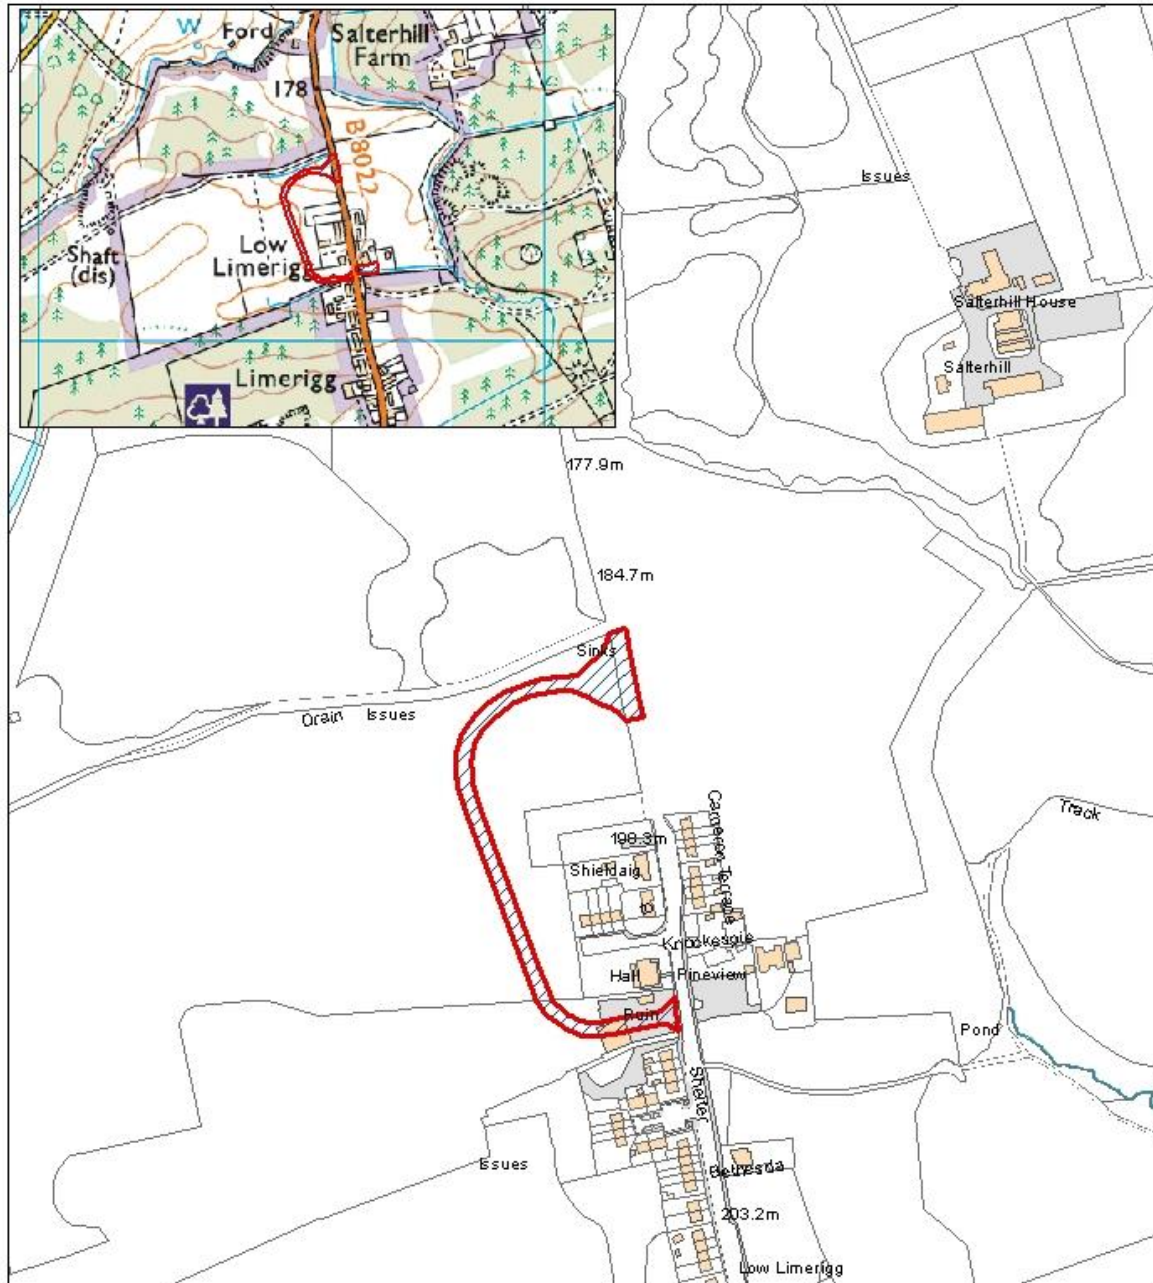 W
Ford
Salterhill
Farm
178
B8022
Shaft
(dis)
Low
Limerigg
Limerigg
Issues
Salterhill House
Salterhill
177.9m
184.7m
Sinks
Drain
Issues
Track
Cameron Terrace
198.3m
Shieldaig
Hall
Pineview
Ruin
Pond
Shelter
Issues
Bethesda
203.2m
Low Limerigg